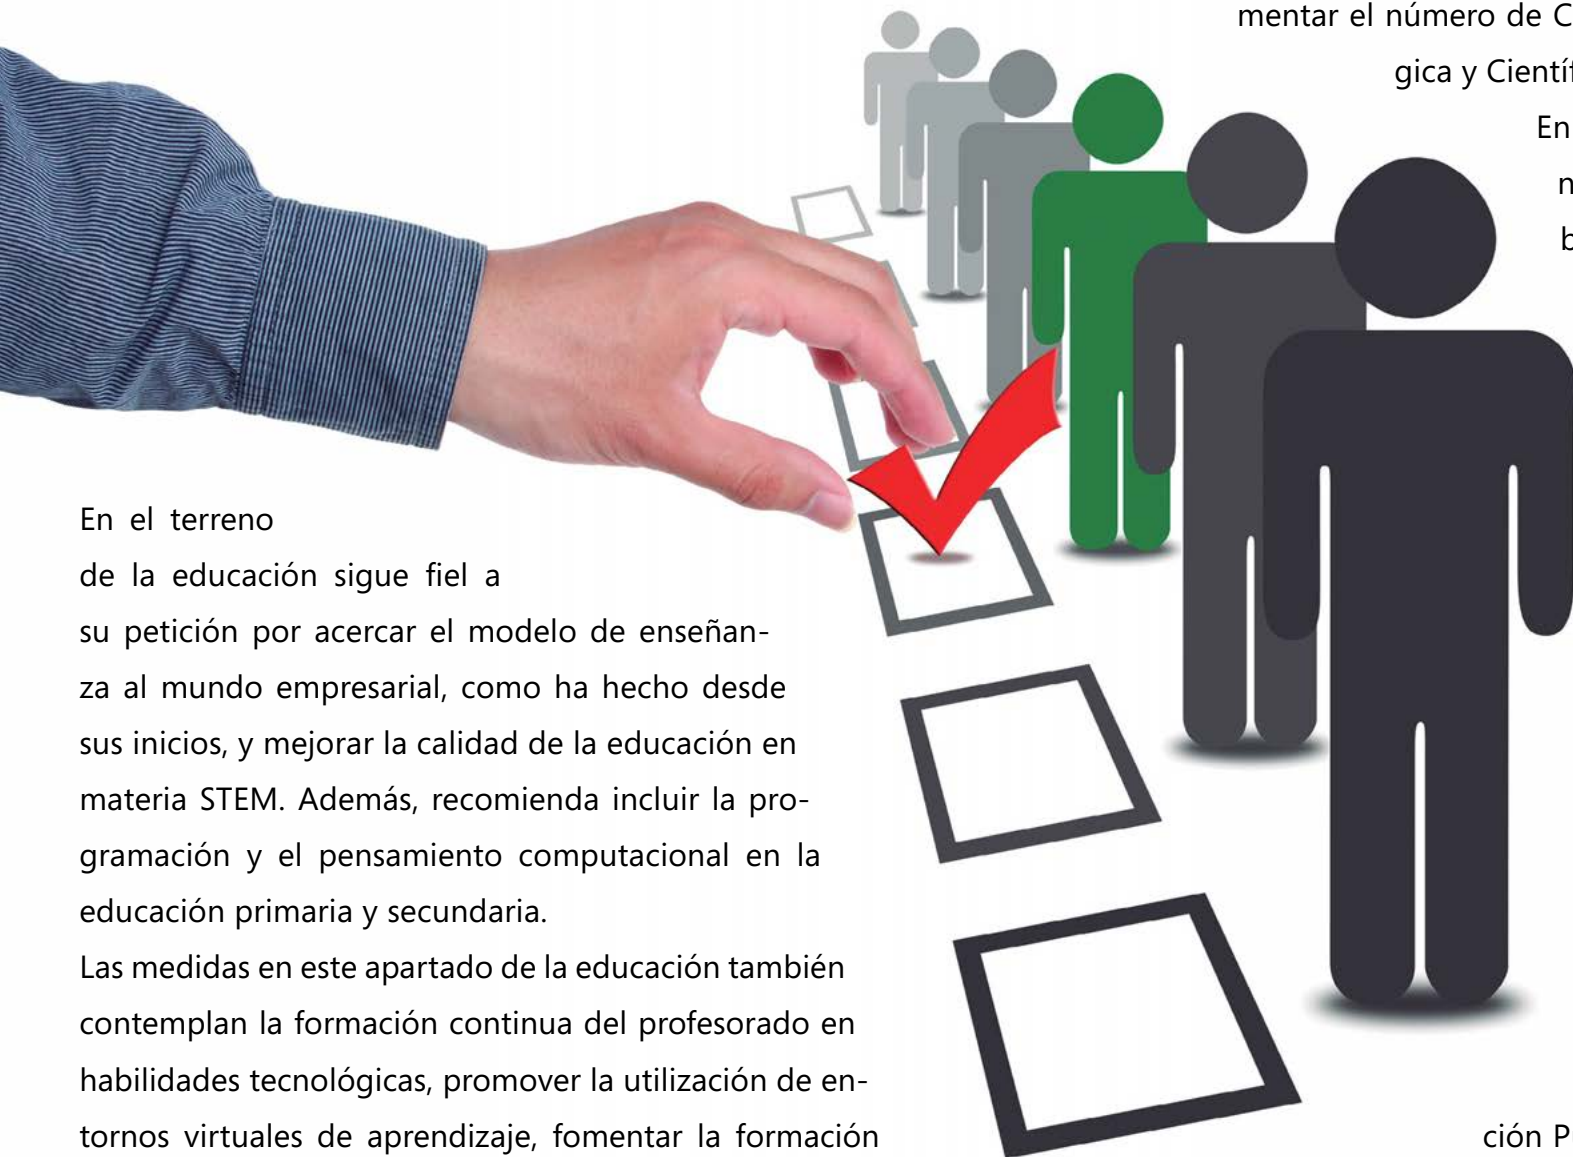 En el terreno
de la educación sigue fiel a
su petición por acercar el modelo de enseñan-
za al mundo empresarial, como ha hecho desde
sus inicios, y mejorar la calidad de la educación en
materia STEM. Además, recomienda incluir la pro-
gramación y el pensamiento computacional en la
educación primaria y secundaria.
Las medidas en este apartado de la educación también
contemplan la formación continua del profesorado en
habilidades tecnológicas, promover la utilización de en-
tornos virtuales de aprendizaje, fomentar la formación
mentar el número de
gica y
En
ción